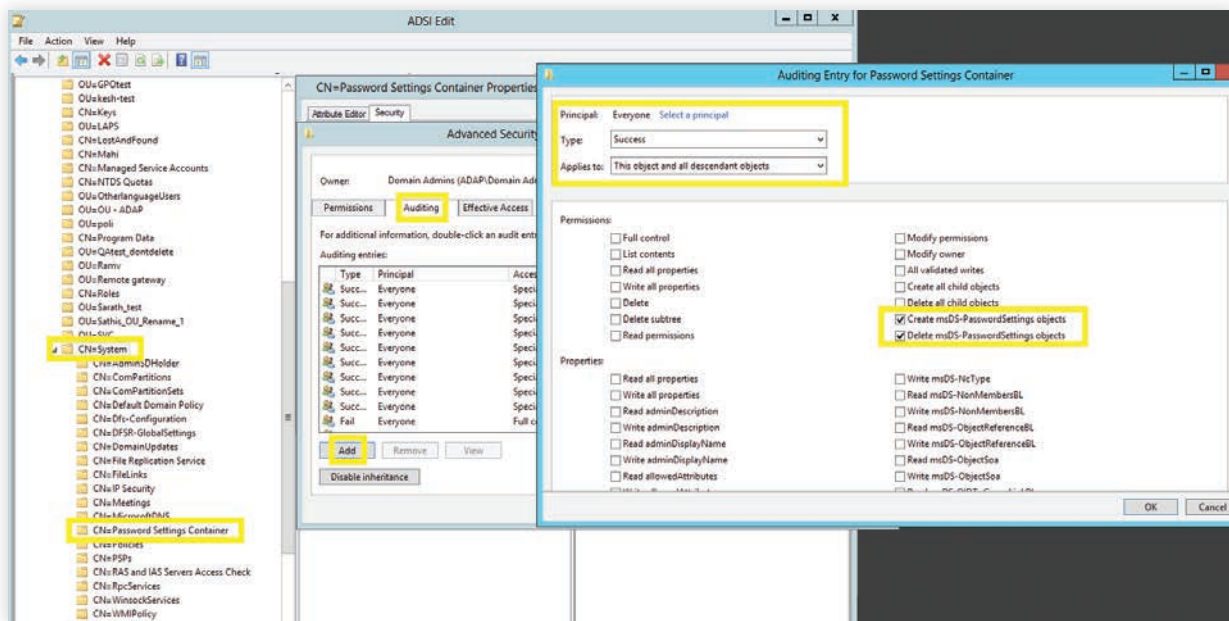 ADSI Edit
File Action View Help
OU=GPOtest
OU=kesh-test
CN=Keys
OU=LAPS
CN=LostAndFound
CN=Mahi
CN=Managed Service Accounts
CN=NTDS Quotas
OU=OtherlanguageUsers
OU=OU - ADAP
OU=poli
CN=Program Data
OU=QAtest_dontdelete
OU=Ramv
OU=Remote gateway
CN=Roles
OU=Sarath_test
OU=Sathis_OU_Rename_1
OU=SVC
CN=System
CN=AdminSDHolder
CN=ComPartitions
CN=ComPartitionSets
CN=Default Domain Policy
CN=Dfs-Configuration
CN=DFSR-GlobalSettings
CN=DomainUpdates
CN=File Replication Service
CN=FileLinks
CN=IP Security
CN=Meetings
CN=MicrosoftDNS
CN=Password Settings Container
CN=Policies
CN=PSPs
CN=RAS and IAS Servers Access Check
CN=RpcServices
CN=WinsockServices
CN=WMIPolicy
CN=Password Settings Container Properties
Attribute Editor Security
Advanced Security
Owner: Domain Admins (ADAP\Domain Adm
Permissions Auditing Effective Access
For additional information, double-click an audit entr
Auditing entries:
Type Principal Acces
Succ... Everyone Speci
Succ... Everyone Speci
Succ... Everyone Speci
Succ... Everyone Speci
Succ... Everyone Speci
Succ... Everyone Speci
Succ... Everyone Speci
Succ... Everyone Speci
Succ... Everyone Speci
Fail Everyone Full c
Add Remove View
Disable inheritance
Auditing Entry for Password Settings Container
Principal: Everyone Select a principal
Type: Success
Applies to: This object and all descendant objects
Permissions:
Full control Modify permissions
List contents Modify owner
Read all properties All validated writes
Write all properties Create all child objects
Delete Delete all child objects
Delete subtree Create msDS-PasswordSettings objects
Read permissions Delete msDS-PasswordSettings objects
Properties:
Read all properties Write msDS-NcType
Write all properties Read msDS-NonMembersBL
Read adminDescription Write msDS-NonMembersBL
Write adminDescription Read msDS-ObjectReferenceBL
Read adminDisplayName Write msDS-ObjectReferenceBL
Write adminDisplayName Read msDS-ObjectSoa
Read allowedAttributes Write msDS-ObjectSoa
OK Cancel